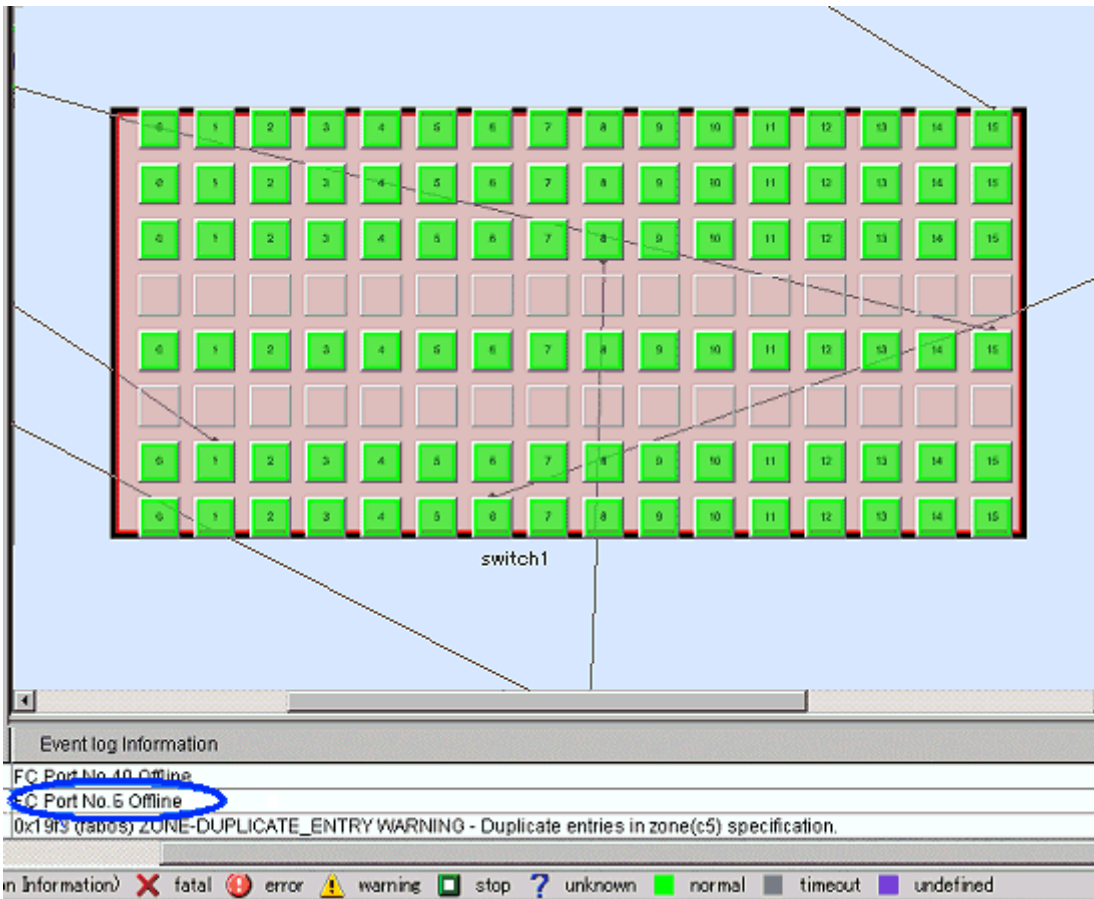 0 1 2 3 4 5 6 7 8 9 10 11 12 13 14 15
0 1 2 3 4 5 6 7 8 9 10 11 12 13 14 15
0 1 2 3 4 5 6 7 8 9 10 11 12 13 14 15
0 1 2 3 4 5 6 7 8 9 10 11 12 13 14 15
0 1 2 3 4 5 6 7 8 9 10 11 12 13 14 15
0 1 2 3 4 5 6 7 8 9 10 11 12 13 14 15
switch1
Event log Information
FC Port No.40 Offline
FC Port No.6 Offline
0x19f3 (fabos) ZONE-DUPLICATE_ENTRY WARNING - Duplicate entries in zone(c5) specification.
n Information) fatal error warning stop unknown normal timeout undefined